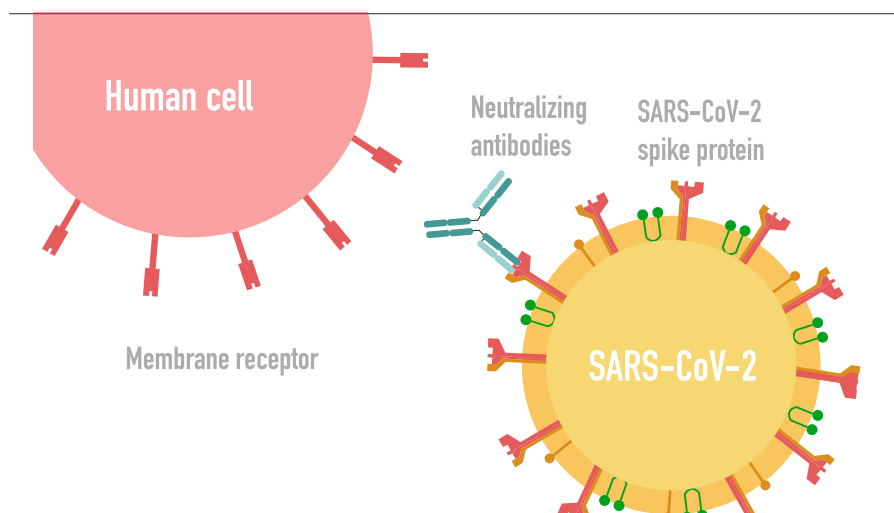 Human cell
Neutralizing
antibodies
SARS-CoV-2
spike protein
Membrane receptor
SARS-CoV-2